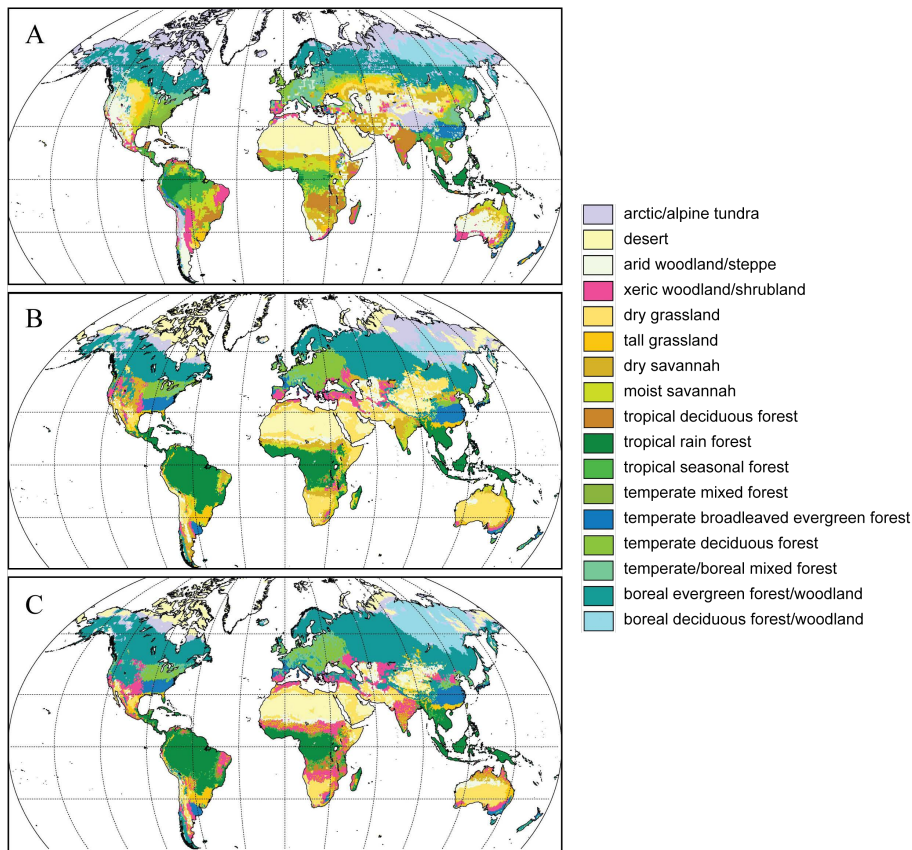 A
B
C
arctic/alpine tundra
desert
arid woodland/steppe
xeric woodland/shrubland
dry grassland
tall grassland
dry savannah
moist savannah
tropical deciduous forest
tropical rain forest
tropical seasonal forest
temperate mixed forest
temperate broadleaved evergreen forest
temperate deciduous forest
temperate/boreal mixed forest
boreal evergreen forest/woodland
boreal deciduous forest/woodland